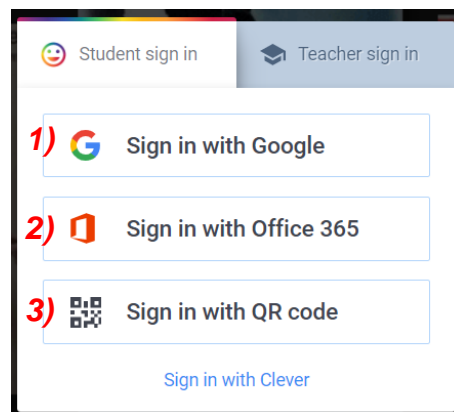 Student sign in
Teacher sign in
1) Sign in with Google
2) Sign in with Office 365
3) Sign in with QR code
Sign in with Clever